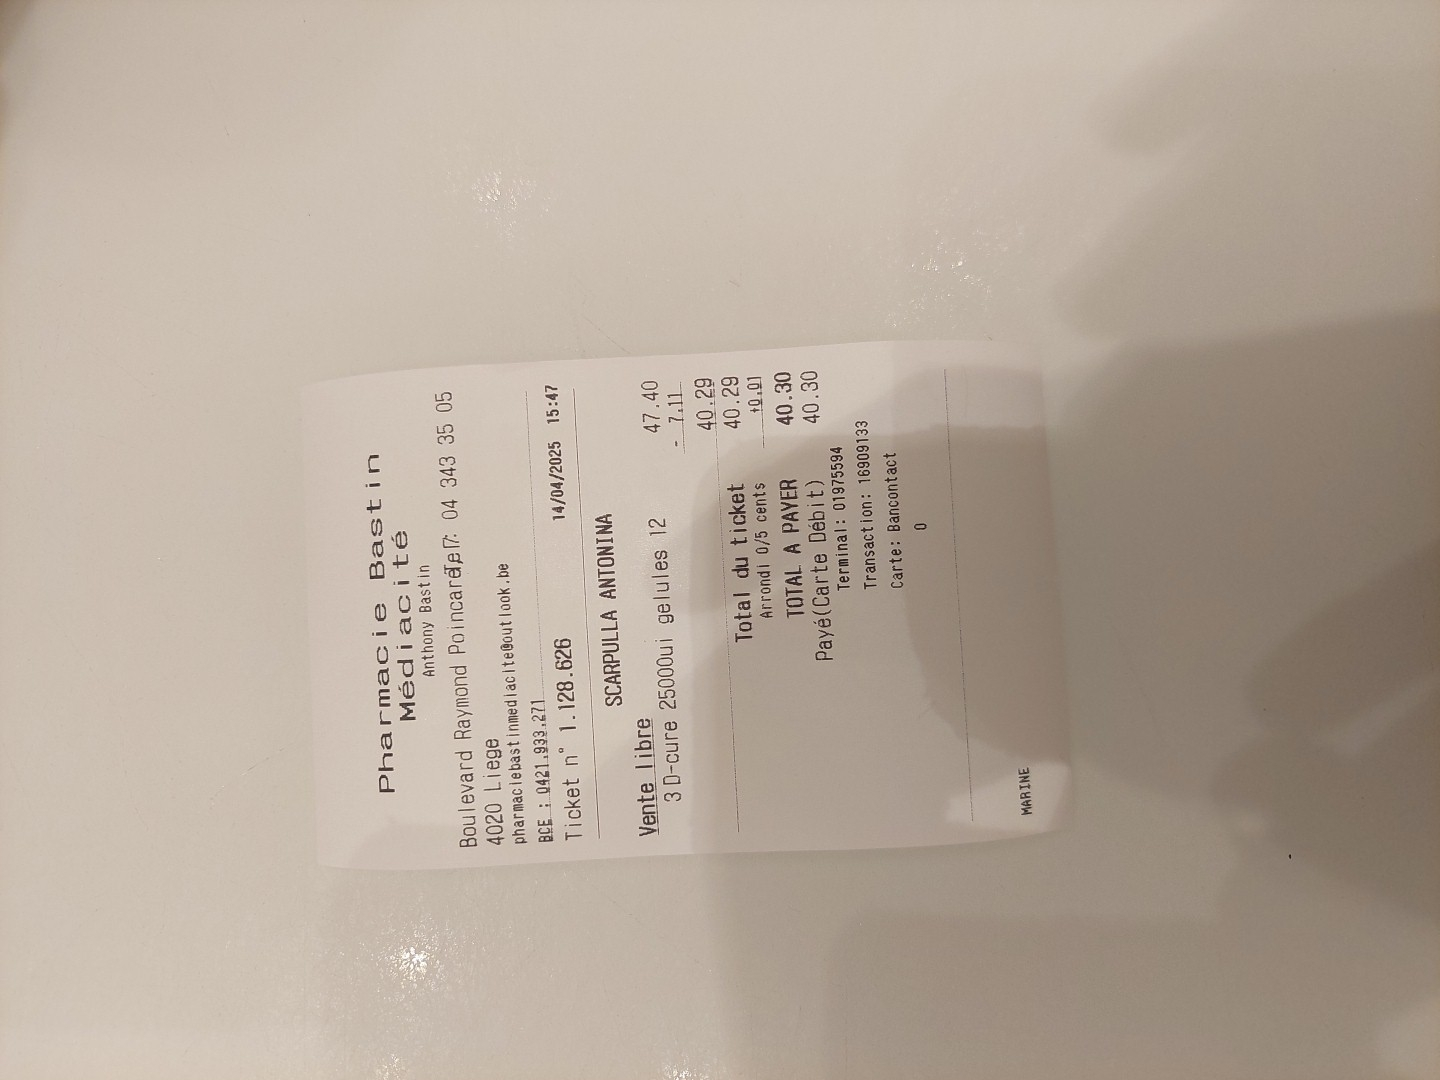 Pharmacie Bastin
Médiacité
Anthony Bastin
Boulevard Raymond Poincaré 7 Tel: 04 343 35 05
4020 Liege
pharmaciebastinmediacite@outlook.be
BCE : 0421.933.271
Ticket n° 1.128.626 14/04/2025 15:47
SCARPULLA ANTONINA
Vente libre
3 D-cure 25000ui gelules 12 47.40
- 7.11
40.29
Total du ticket 40.29
Arrondi 0/5 cents +0.01
TOTAL A PAYER 40.30
Payé(Carte Débit) 40.30
Terminal: 01975594
Transaction: 16909133
Carte: Bancontact
0
MARINE